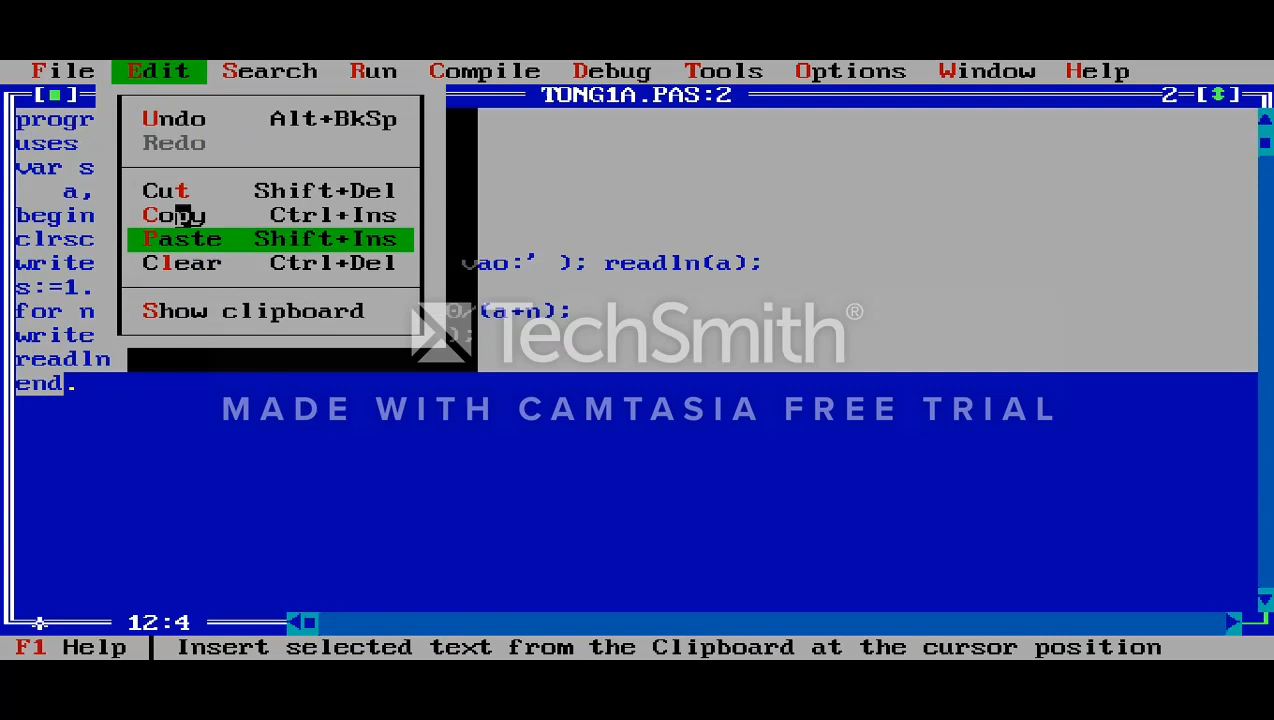 File Edit Search Run Compile Debug Tools Options Window Help
TONG1A.PAS:2 2
progr
uses
var s
a,
begin
clrsc
write vao:' ); readln(a);
s:=1.
for n (a+n);
write );
readln
end.
Undo Alt+BkSp
Redo
Cut Shift+Del
Copy Ctrl+Ins
Paste Shift+Ins
Clear Ctrl+Del
Show clipboard
TechSmith®
MADE WITH CAMTASIA FREE TRIAL
12:4
F1 Help Insert selected text from the Clipboard at the cursor position